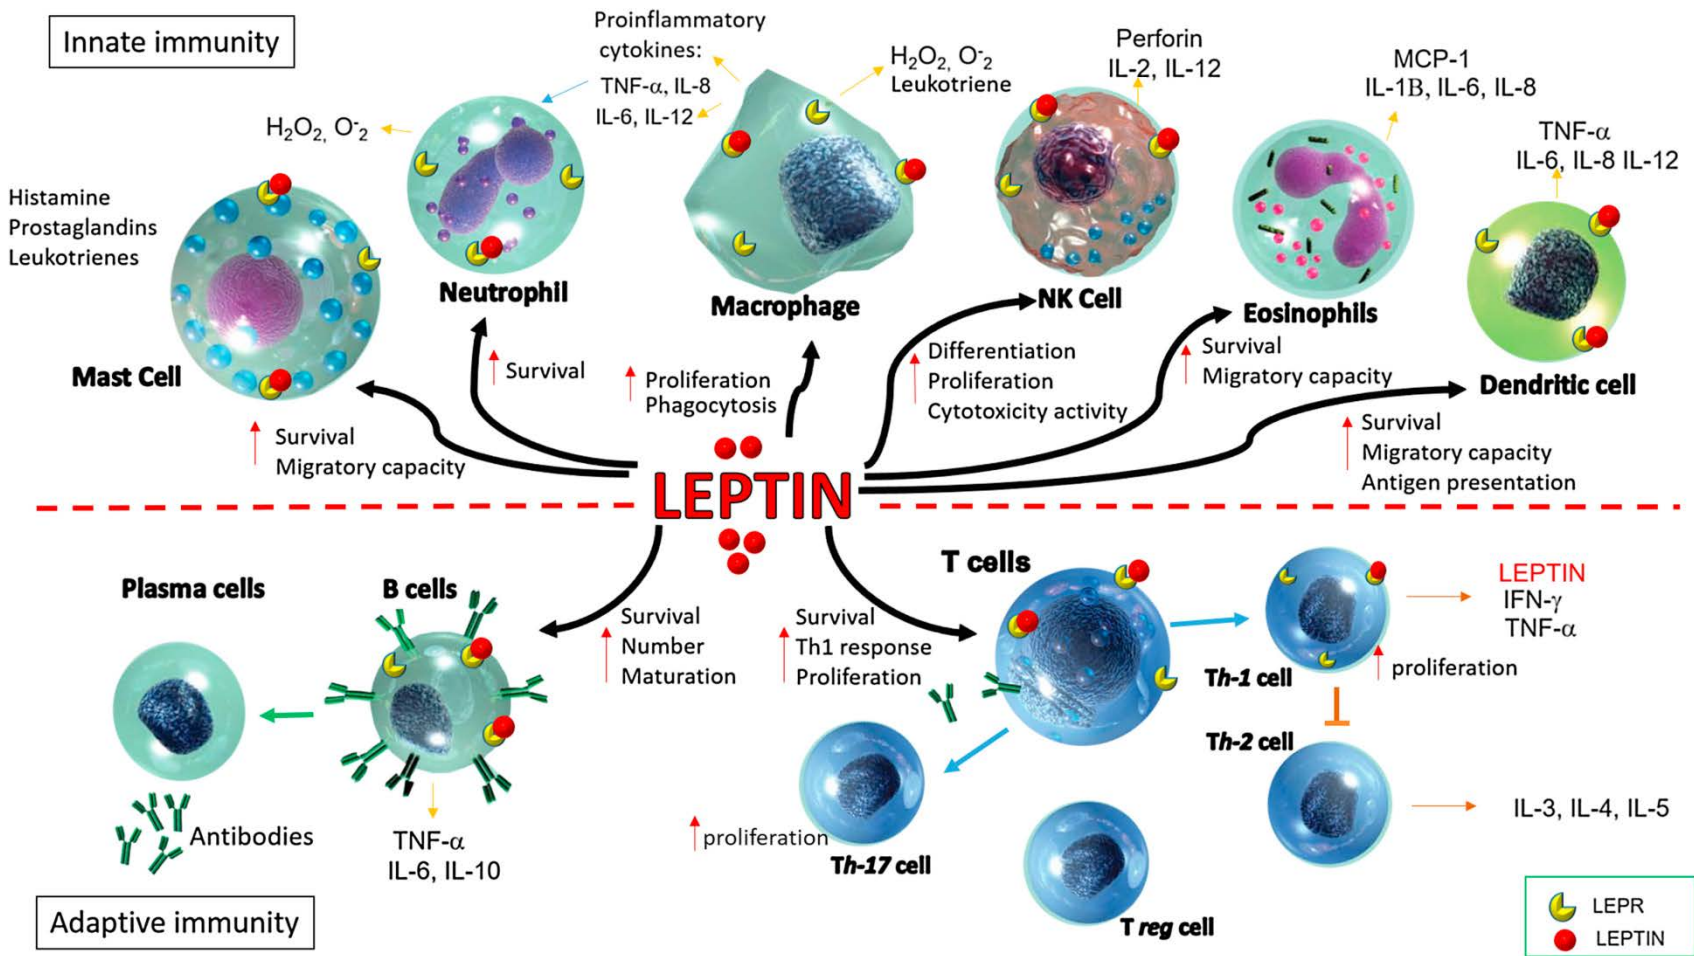 Innate immunity
Proinflammatory
cytokines:
TNF-α, IL-8
IL-6, IL-12
H₂O₂, O⁻₂
H₂O₂, O⁻₂
Leukotriene
Perforin
IL-2, IL-12
MCP-1
IL-1B, IL-6, IL-8
TNF-α
IL-6, IL-8 IL-12
Histamine
Prostaglandins
Leukotrienes
Mast Cell
Neutrophil
Macrophage
NK Cell
Eosinophils
Dendritic cell
Survival
Migratory capacity
Survival
Proliferation
Phagocytosis
Differentiation
Proliferation
Cytotoxicity activity
Survival
Migratory capacity
Survival
Migratory capacity
Antigen presentation
LEPTIN
Plasma cells
B cells
Survival
Number
Maturation
Survival
Th1 response
Proliferation
T cells
LEPTIN
IFN-γ
TNF-α
Th-1 cell
proliferation
Th-2 cell
IL-3, IL-4, IL-5
Antibodies
TNF-α
IL-6, IL-10
proliferation
Th-17 cell
T reg cell
Adaptive immunity
LEPR
LEPTIN